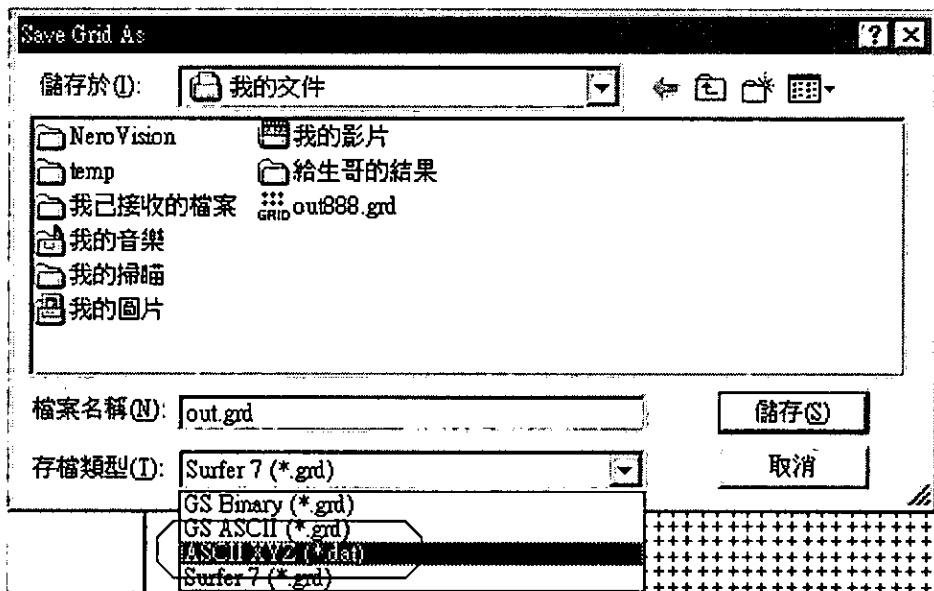 Save Grid As
儲存於(I): 我的文件
NeroVision
temp
我已接收的檔案
我的音樂
我的掃瞄
我的圖片
我的影片
給生哥的結果
GRID out888.grd
檔案名稱(N): out.grd 儲存(S)
存檔類型(T): Surfer 7 (*.grd) 取消
GS Binary (*.grd)
GS ASCII (*.grd)
ASCII XYZ (*.dat)
Surfer 7 (*.grd)